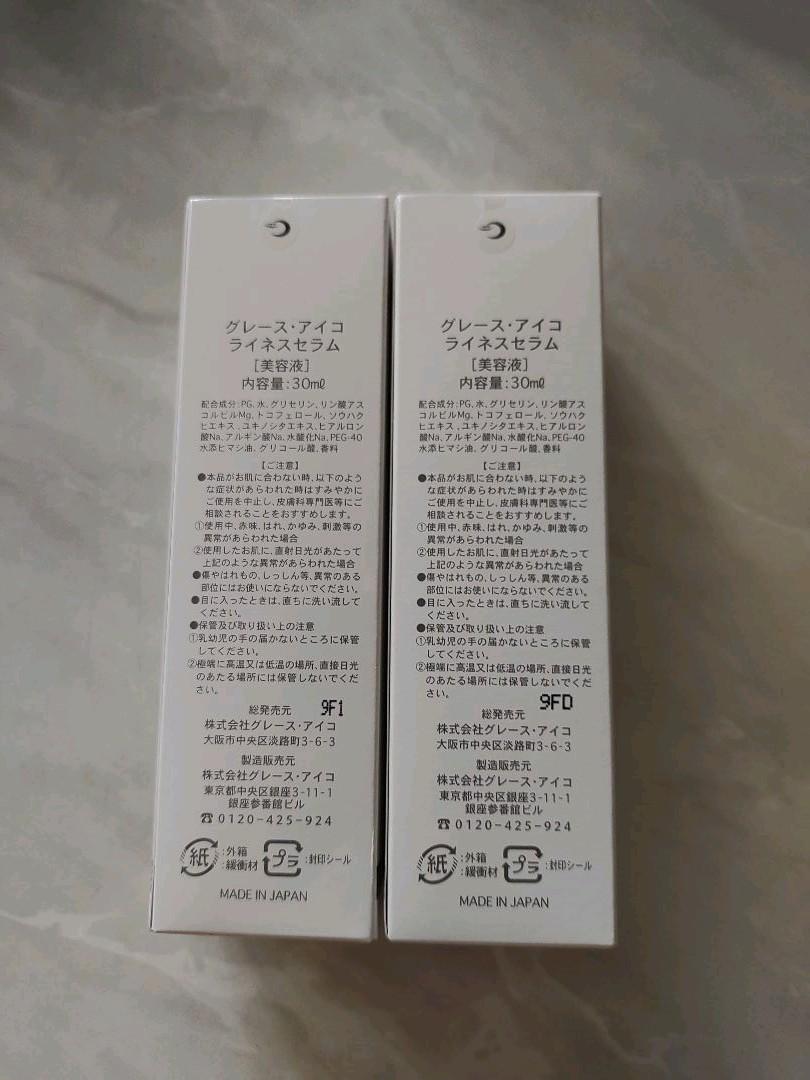 グレース・アイコ
ライネスセラム
[美容液]
内容量:30mℓ
配合成分:PG、水、グリセリン、リン酸アス
コルビルMg、トコフェロール、ソウハク
ヒエキス、ユキノシタエキス、ヒアルロン
酸Na、アルギン酸Na、水酸化Na、PEG-40
水添ヒマシ油、グリコール酸、香料
【ご注意】
●本品がお肌に合わない時、以下のよう
な症状があらわれた時はすみやかに
ご使用を中止し、皮膚科専門医等にご
相談されることをおすすめします。
①使用中、赤味、はれ、かゆみ、刺激等の
異常があらわれた場合
②使用したお肌に、直射日光があたって
上記のような異常があらわれた場合
●傷やはれもの、しっしん等、異常のある
部位にはお使いにならないでください。
●目に入ったときは、直ちに洗い流して
ください。
●保管及び取り扱い上の注意
①乳幼児の手の届かないところに保管
してください。
②極端に高温又は低温の場所、直接日光
のあたる場所には保管しないでくだ
さい。
総発売元 9F1
株式会社グレース・アイコ
大阪市中央区淡路町3-6-3
製造販売元
株式会社グレース・アイコ
東京都中央区銀座3-11-1
銀座参番館ビル
☎0120-425-924
紙 :外箱 :緩衝材 プラ :封印シール
MADE IN JAPAN
グレース・アイコ
ライネスセラム
[美容液]
内容量:30mℓ
配合成分:PG、水、グリセリン、リン酸アス
コルビルMg、トコフェロール、ソウハク
ヒエキス、ユキノシタエキス、ヒアルロン
酸Na、アルギン酸Na、水酸化Na、PEG-40
水添ヒマシ油、グリコール酸、香料
【ご注意】
●本品がお肌に合わない時、以下のよう
な症状があらわれた時はすみやかに
ご使用を中止し、皮膚科専門医等にご
相談されることをおすすめします。
①使用中、赤味、はれ、かゆみ、刺激等の
異常があらわれた場合
②使用したお肌に、直射日光があたって
上記のような異常があらわれた場合
●傷やはれもの、しっしん等、異常のある
部位にはお使いにならないでください。
●目に入ったときは、直ちに洗い流して
ください。
●保管及び取り扱い上の注意
①乳幼児の手の届かないところに保管
してください。
②極端に高温又は低温の場所、直接日光
のあたる場所には保管しないでくだ
さい。
総発売元 9FD
株式会社グレース・アイコ
大阪市中央区淡路町3-6-3
製造販売元
株式会社グレース・アイコ
東京都中央区銀座3-11-1
銀座参番館ビル
☎0120-425-924
紙 :外箱 :緩衝材 プラ :封印シール
MADE IN JAPAN